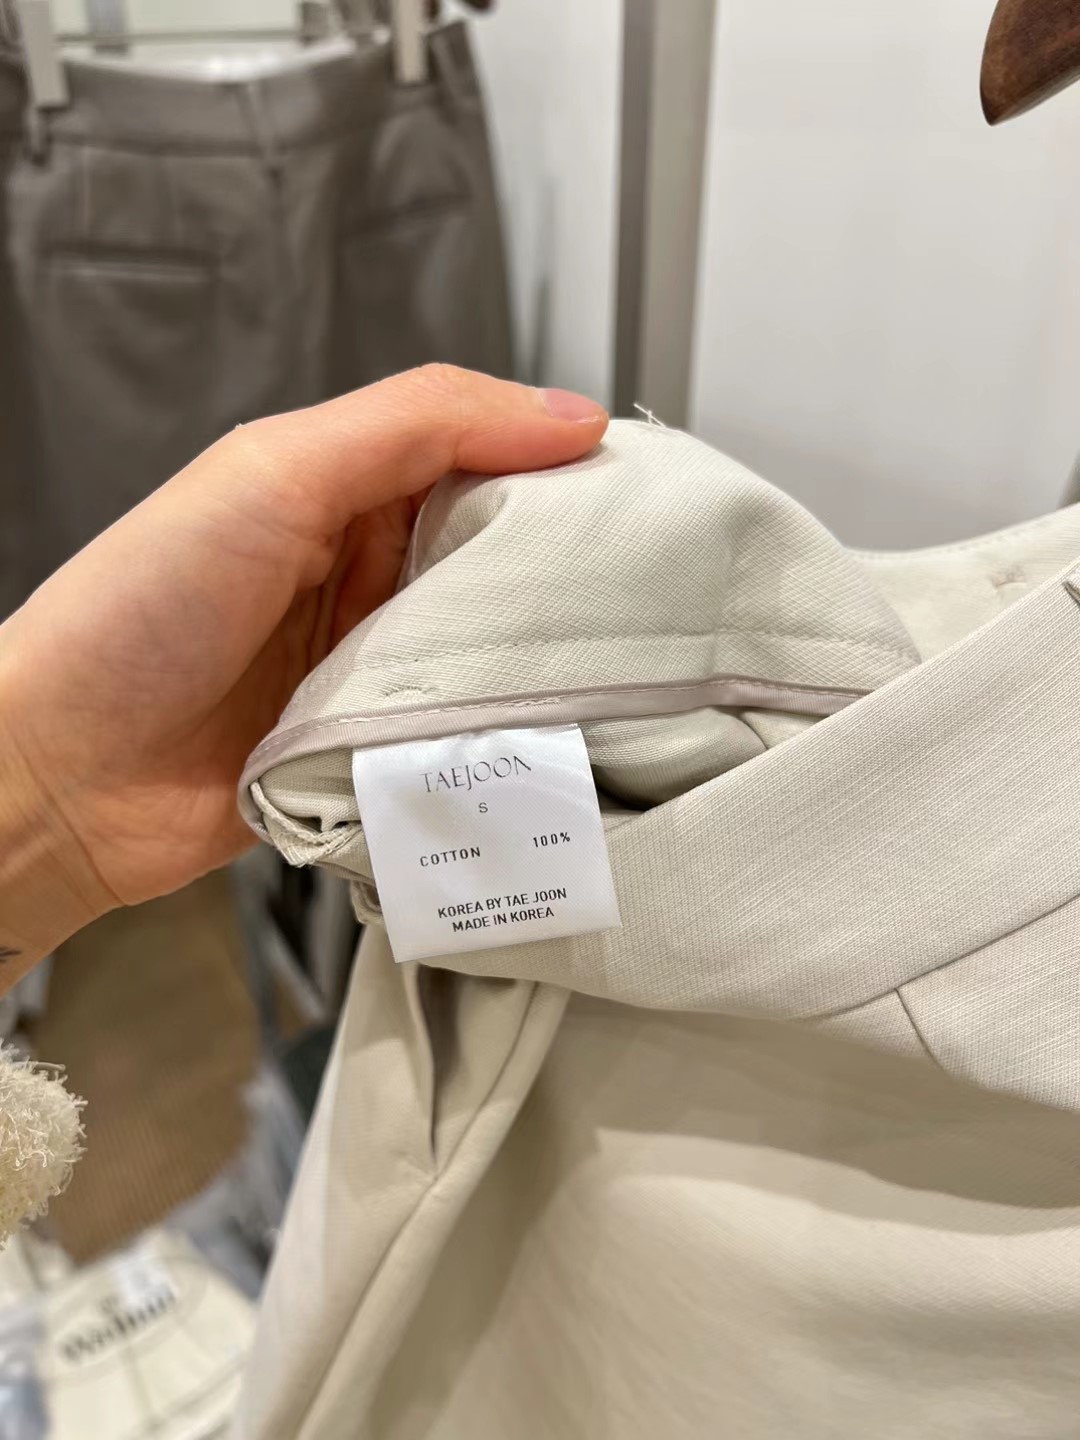 TAEJOON
S
COTTON 100%
KOREA BY TAE JOON
MADE IN KOREA